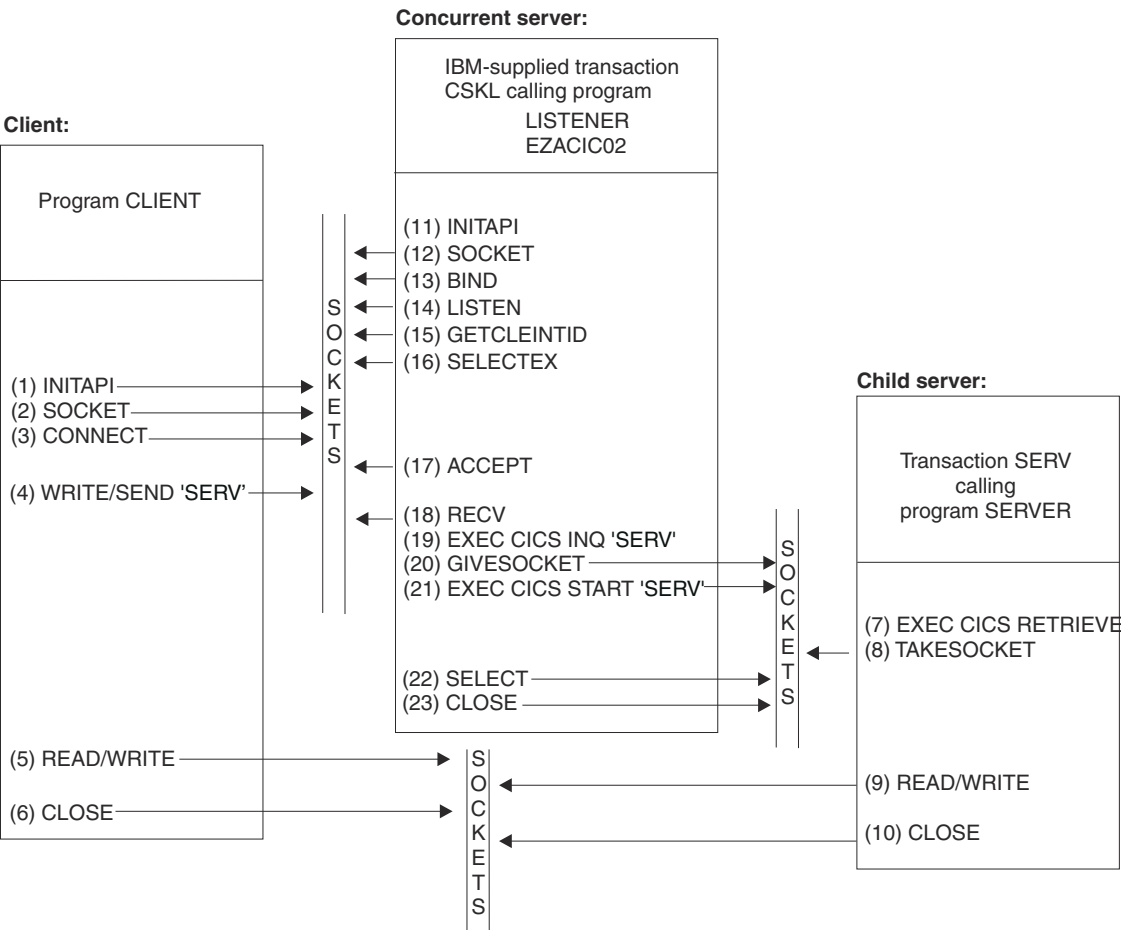 Concurrent server:
IBM-supplied transaction
CSKL calling program
LISTENER
EZACIC02
Client:
Program CLIENT
(11) INITAPI
(12) SOCKET
(13) BIND
(14) LISTEN
(15) GETCLEINTID
(16) SELECTEX
SOCKETS
(1) INITAPI
(2) SOCKET
(3) CONNECT
(4) WRITE/SEND 'SERV'
(17) ACCEPT
(18) RECV
(19) EXEC CICS INQ 'SERV'
(20) GIVESOCKET
(21) EXEC CICS START 'SERV'
(22) SELECT
(23) CLOSE
SOCKETS
Child server:
Transaction SERV
calling
program SERVER
(7) EXEC CICS RETRIEVE
(8) TAKESOCKET
(5) READ/WRITE
(6) CLOSE
SOCKETS
(9) READ/WRITE
(10) CLOSE